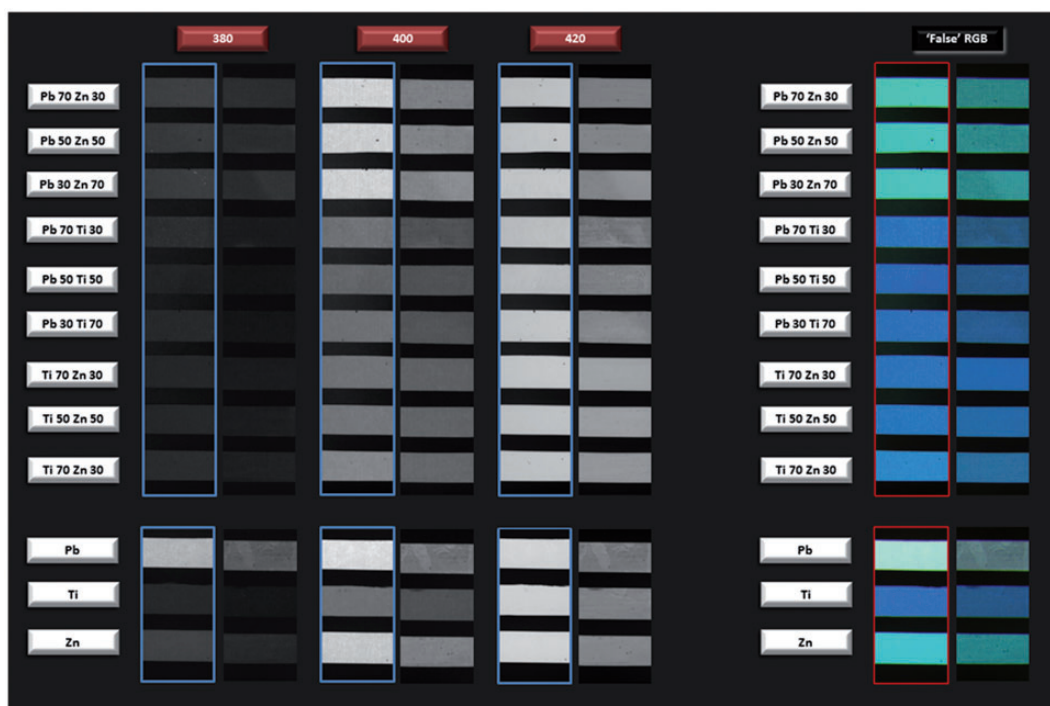 380 400 420 ‘False’ RGB
Pb 70 Zn 30 Pb 70 Zn 30
Pb 50 Zn 50 Pb 50 Zn 50
Pb 30 Zn 70 Pb 30 Zn 70
Pb 70 Ti 30 Pb 70 Ti 30
Pb 50 Ti 50 Pb 50 Ti 50
Pb 30 Ti 70 Pb 30 Ti 70
Ti 70 Zn 30 Ti 70 Zn 30
Ti 50 Zn 50 Ti 50 Zn 50
Ti 70 Zn 30 Ti 70 Zn 30
Pb Pb
Ti Ti
Zn Zn